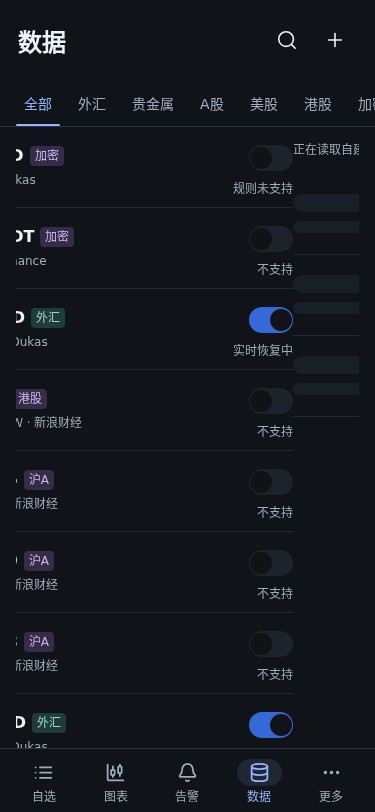 数据
全部 外汇 贵金属 A股 美股 港股
加密
正在读取自
kas
规则未支持
OT 加密
ance
不支持
外汇
Dukas
实时恢复中
港股
W · 新浪财经
不支持
沪A
新浪财经
不支持
沪A
新浪财经
不支持
沪A
新浪财经
不支持
外汇
Dukas
自选 图表 告警 数据 更多